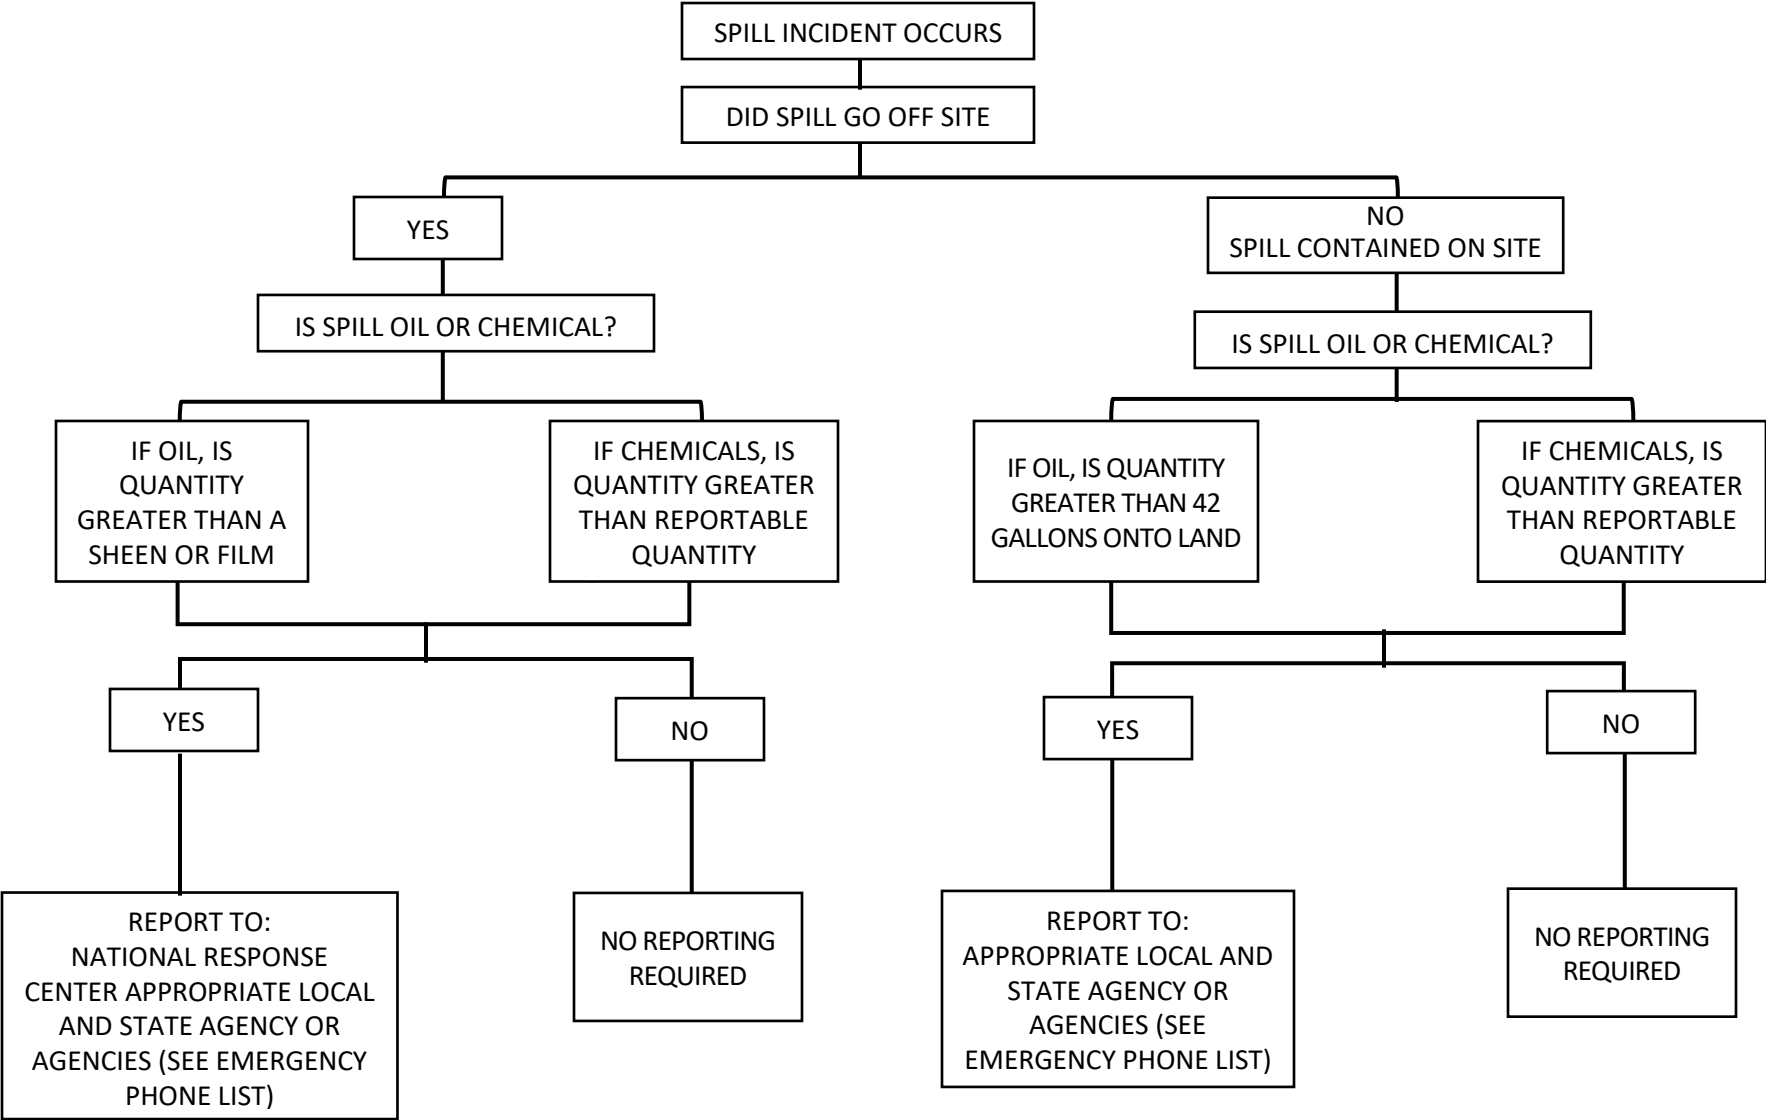 SPILL INCIDENT OCCURS
DID SPILL GO OFF SITE
YES
NO
SPILL CONTAINED ON SITE
IS SPILL OIL OR CHEMICAL?
IS SPILL OIL OR CHEMICAL?
IF OIL, IS
QUANTITY
GREATER THAN A
SHEEN OR FILM
IF CHEMICALS, IS
QUANTITY GREATER
THAN REPORTABLE
QUANTITY
IF OIL, IS QUANTITY
GREATER THAN 42
GALLONS ONTO LAND
IF CHEMICALS, IS
QUANTITY GREATER
THAN REPORTABLE
QUANTITY
YES
NO
YES
NO
REPORT TO:
NATIONAL RESPONSE
CENTER APPROPRIATE LOCAL
AND STATE AGENCY OR
AGENCIES (SEE EMERGENCY
PHONE LIST)
NO REPORTING
REQUIRED
REPORT TO:
APPROPRIATE LOCAL AND
STATE AGENCY OR
AGENCIES (SEE
EMERGENCY PHONE LIST)
NO REPORTING
REQUIRED